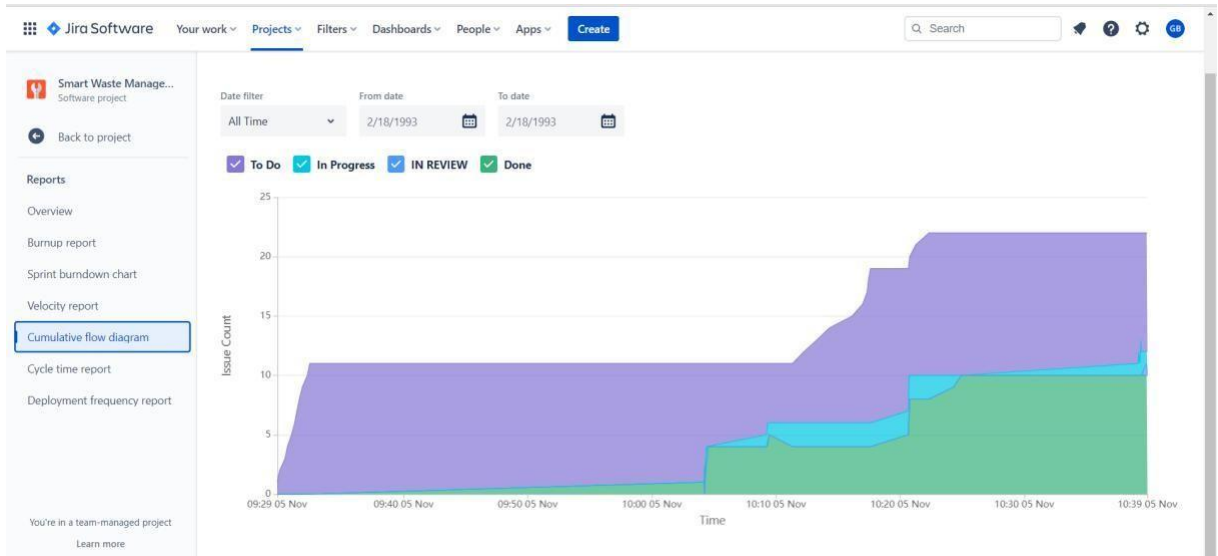 Jira Software Your work Projects Filters Dashboards People Apps Create Search GB
Smart Waste Manage...
Software project
Back to project
Reports
Overview
Burnup report
Sprint burndown chart
Velocity report
Cumulative flow diagram
Cycle time report
Deployment frequency report
You're in a team-managed project
Learn more
Date filter From date To date
All Time 2/18/1993 2/18/1993
To Do In Progress IN REVIEW Done
25
20
15
10
5
0
Issue Count
09:29 05 Nov 09:40 05 Nov 09:50 05 Nov 10:00 05 Nov 10:10 05 Nov 10:20 05 Nov 10:30 05 Nov 10:39 05 Nov
Time